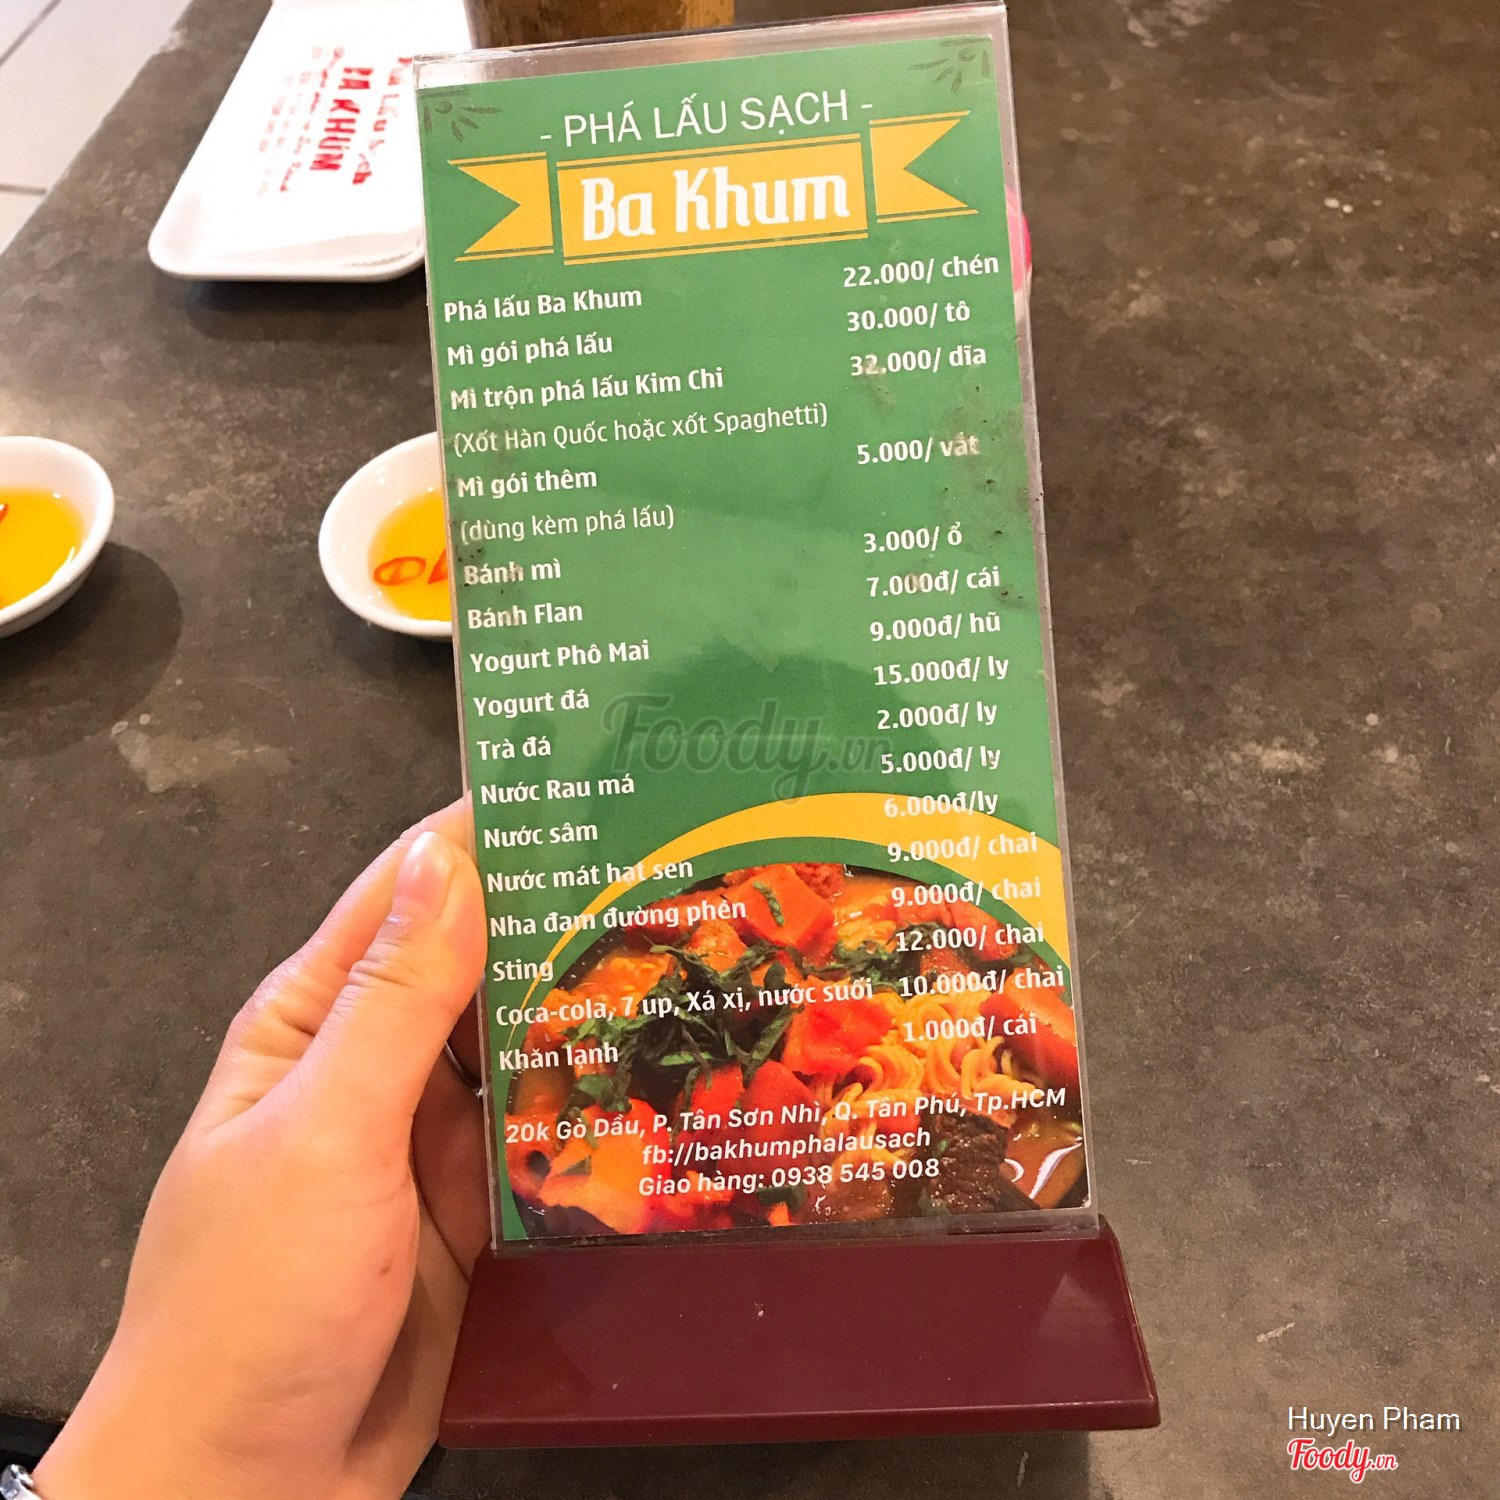 - PHÁ LẤU SẠCH -
Ba Khum
Phá lấu Ba Khum 22.000/ chén
Mì gói phá lấu 30.000/ tô
Mì trộn phá lấu Kim Chi 32.000/ dĩa
(Xốt Hàn Quốc hoặc xốt Spaghetti)
Mì gói thêm 5.000/ vắt
(dùng kèm phá lấu)
Bánh mì 3.000/ ổ
Bánh Flan 7.000đ/ cái
Yogurt Phô Mai 9.000đ/ hũ
Yogurt đá 15.000đ/ ly
Trà đá 2.000đ/ ly
Nước Rau má 5.000đ/ ly
Nước sâm 6.000đ/ly
Nước mát hạt sen 9.000đ/ chai
Nha đam đường phén 9.000đ/ chai
Sting 12.000/ chai
Coca-cola, 7 up, Xá xị, nước suối 10.000đ/ chai
Khăn lạnh 1.000đ/ cái
20k Gò Dầu, P. Tân Sơn Nhì, Q. Tân Phú, Tp.HCM
fb://bakhumphalausach
Giao hàng: 0938 545 008
Foody.vn
PHÁ LẤU Sạch
BA KHUM
Huyen Pham
Foody.vn